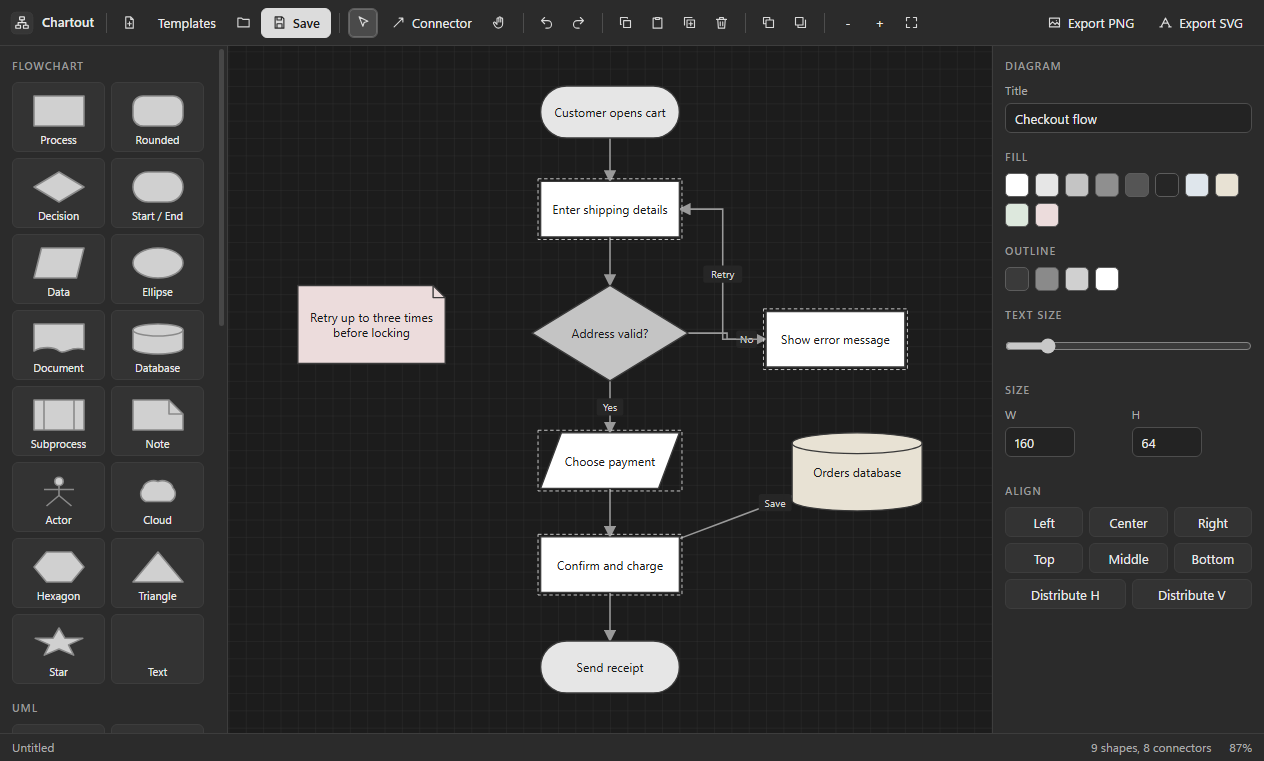 Chartout
Templates
Save
Connector
-
+
Export PNG
Export SVG
FLOWCHART
Process
Rounded
Decision
Start / End
Data
Ellipse
Document
Database
Subprocess
Note
Actor
Cloud
Hexagon
Triangle
Star
Text
UML
Customer opens cart
Enter shipping details
Retry
Retry up to three times
before locking
Address valid?
No
Show error message
Yes
Choose payment
Orders database
Save
Confirm and charge
Send receipt
DIAGRAM
Title
Checkout flow
FILL
OUTLINE
TEXT SIZE
SIZE
W
H
160
64
ALIGN
Left
Center
Right
Top
Middle
Bottom
Distribute H
Distribute V
Untitled
9 shapes, 8 connectors
87%